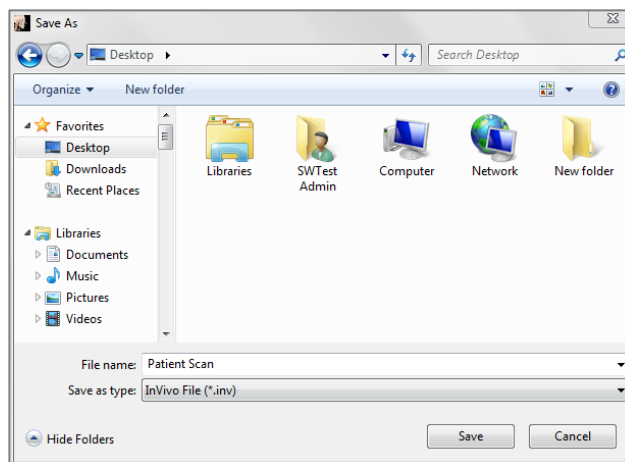 Save As
Desktop
Search Desktop
Organize
New folder
Favorites
Desktop
Downloads
Recent Places
Libraries
Documents
Music
Pictures
Videos
Libraries
SWTest
Admin
Computer
Network
New folder
File name: Patient Scan
Save as type: InVivo File (*.inv)
Hide Folders
Save
Cancel